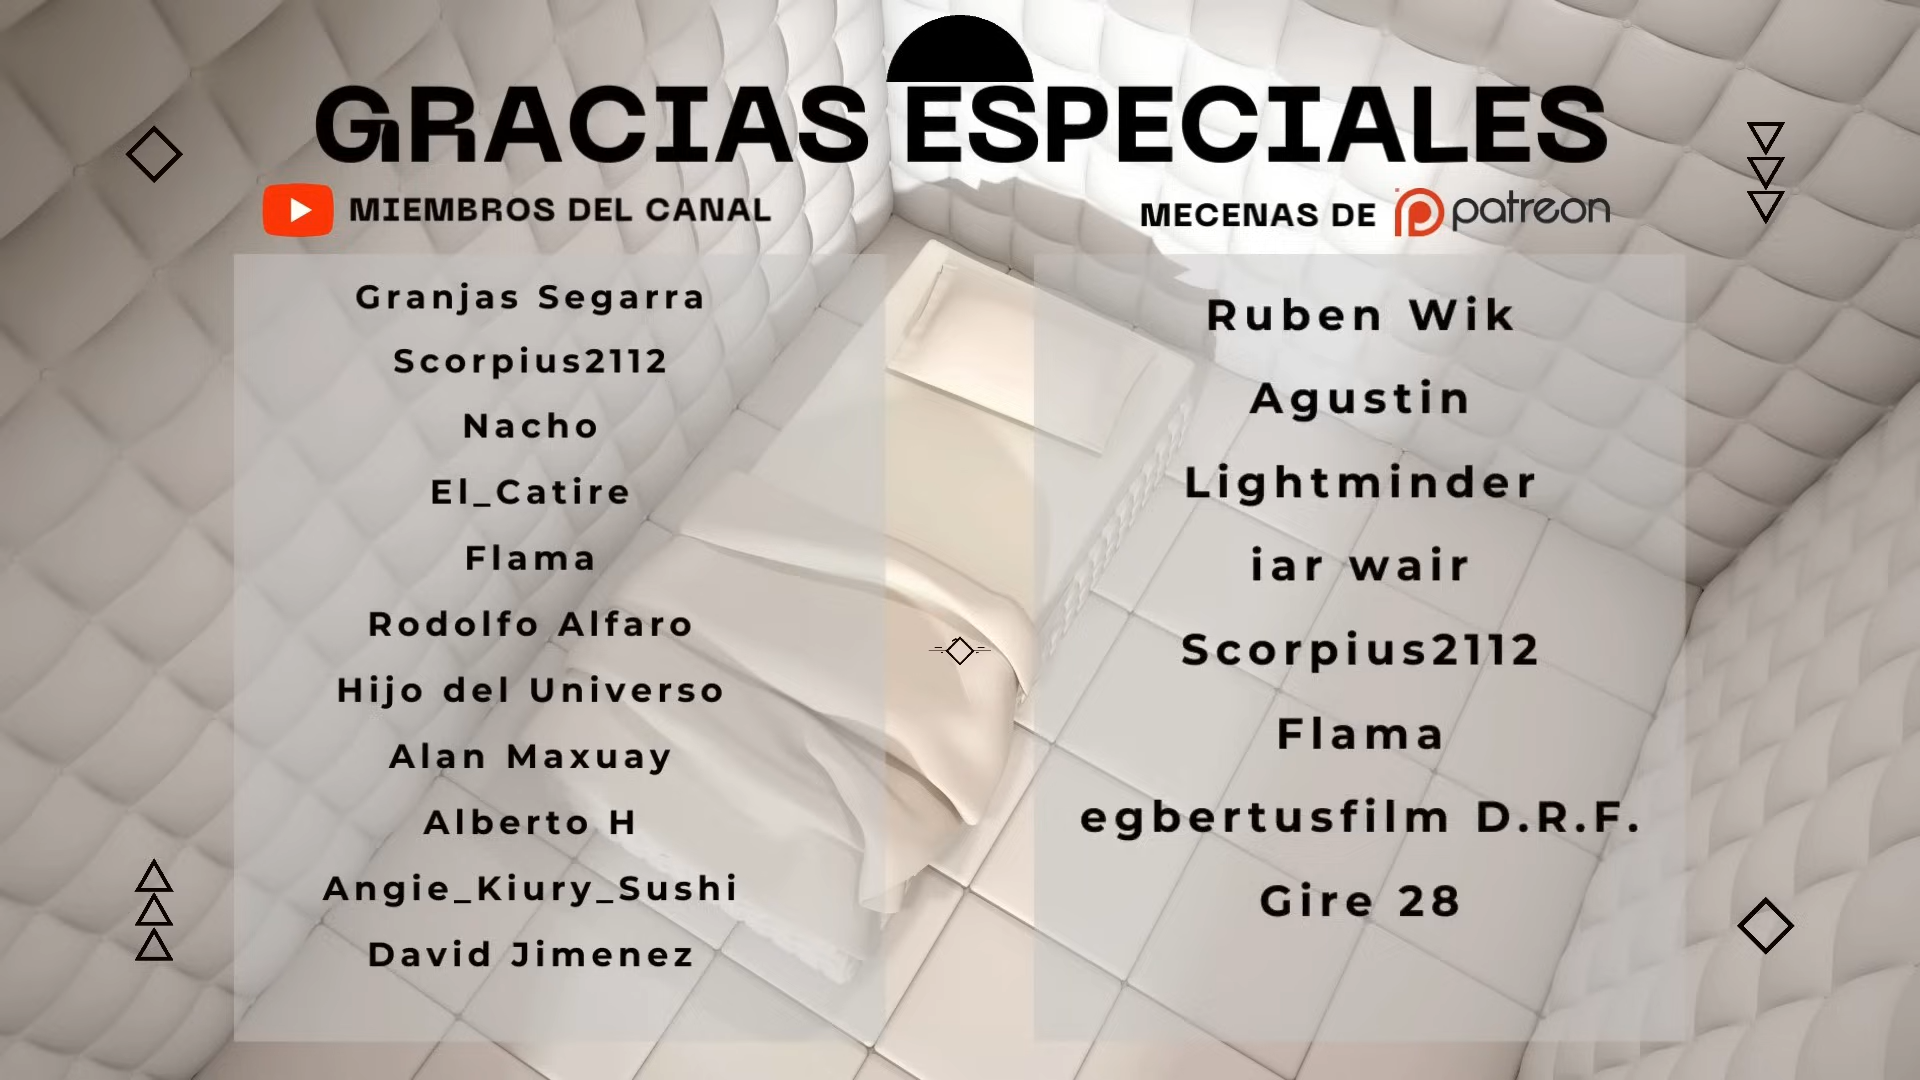 GRACIAS ESPECIALES
MIEMBROS DEL CANAL
Granjas Segarra
Scorpius2112
Nacho
El_Catire
Flama
Rodolfo Alfaro
Hijo del Universo
Alan Maxuay
Alberto H
Angie_Kiury_Sushi
David Jimenez
MECENAS DE patreon
Ruben Wik
Agustin
Lightminder
iar wair
Scorpius2112
Flama
egbertusfilm D.R.F.
Gire 28